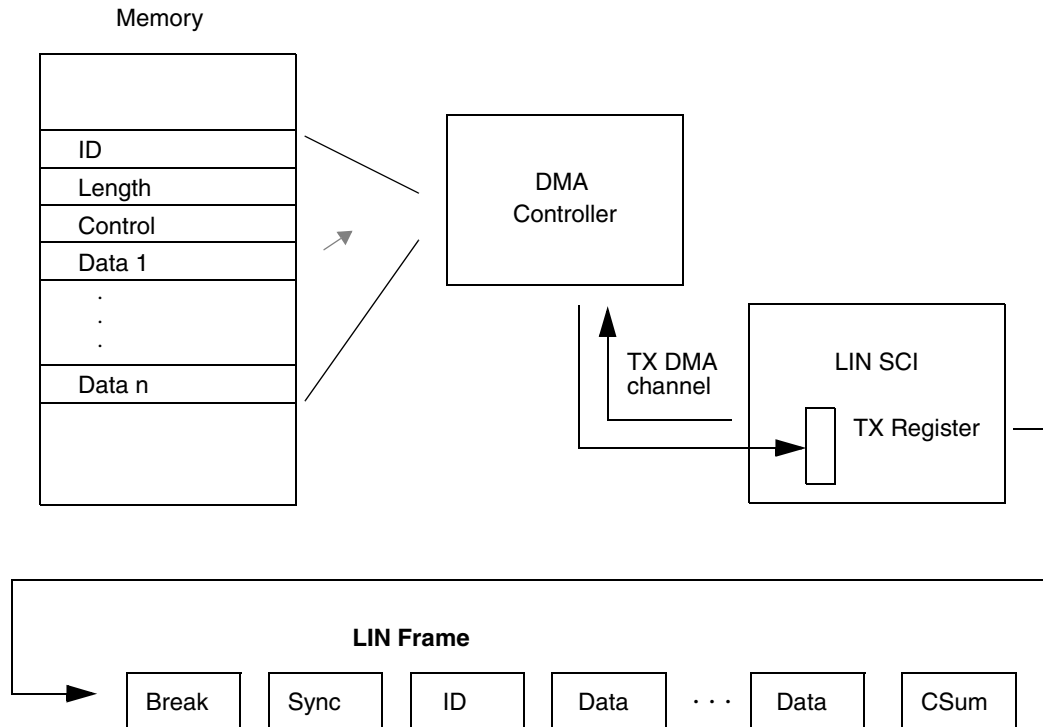 Memory
ID
Length
Control
Data 1
.
.
.
Data n
DMA
Controller
TX DMA
channel
LIN SCI
TX Register
LIN Frame
Break Sync ID Data . . . Data CSum